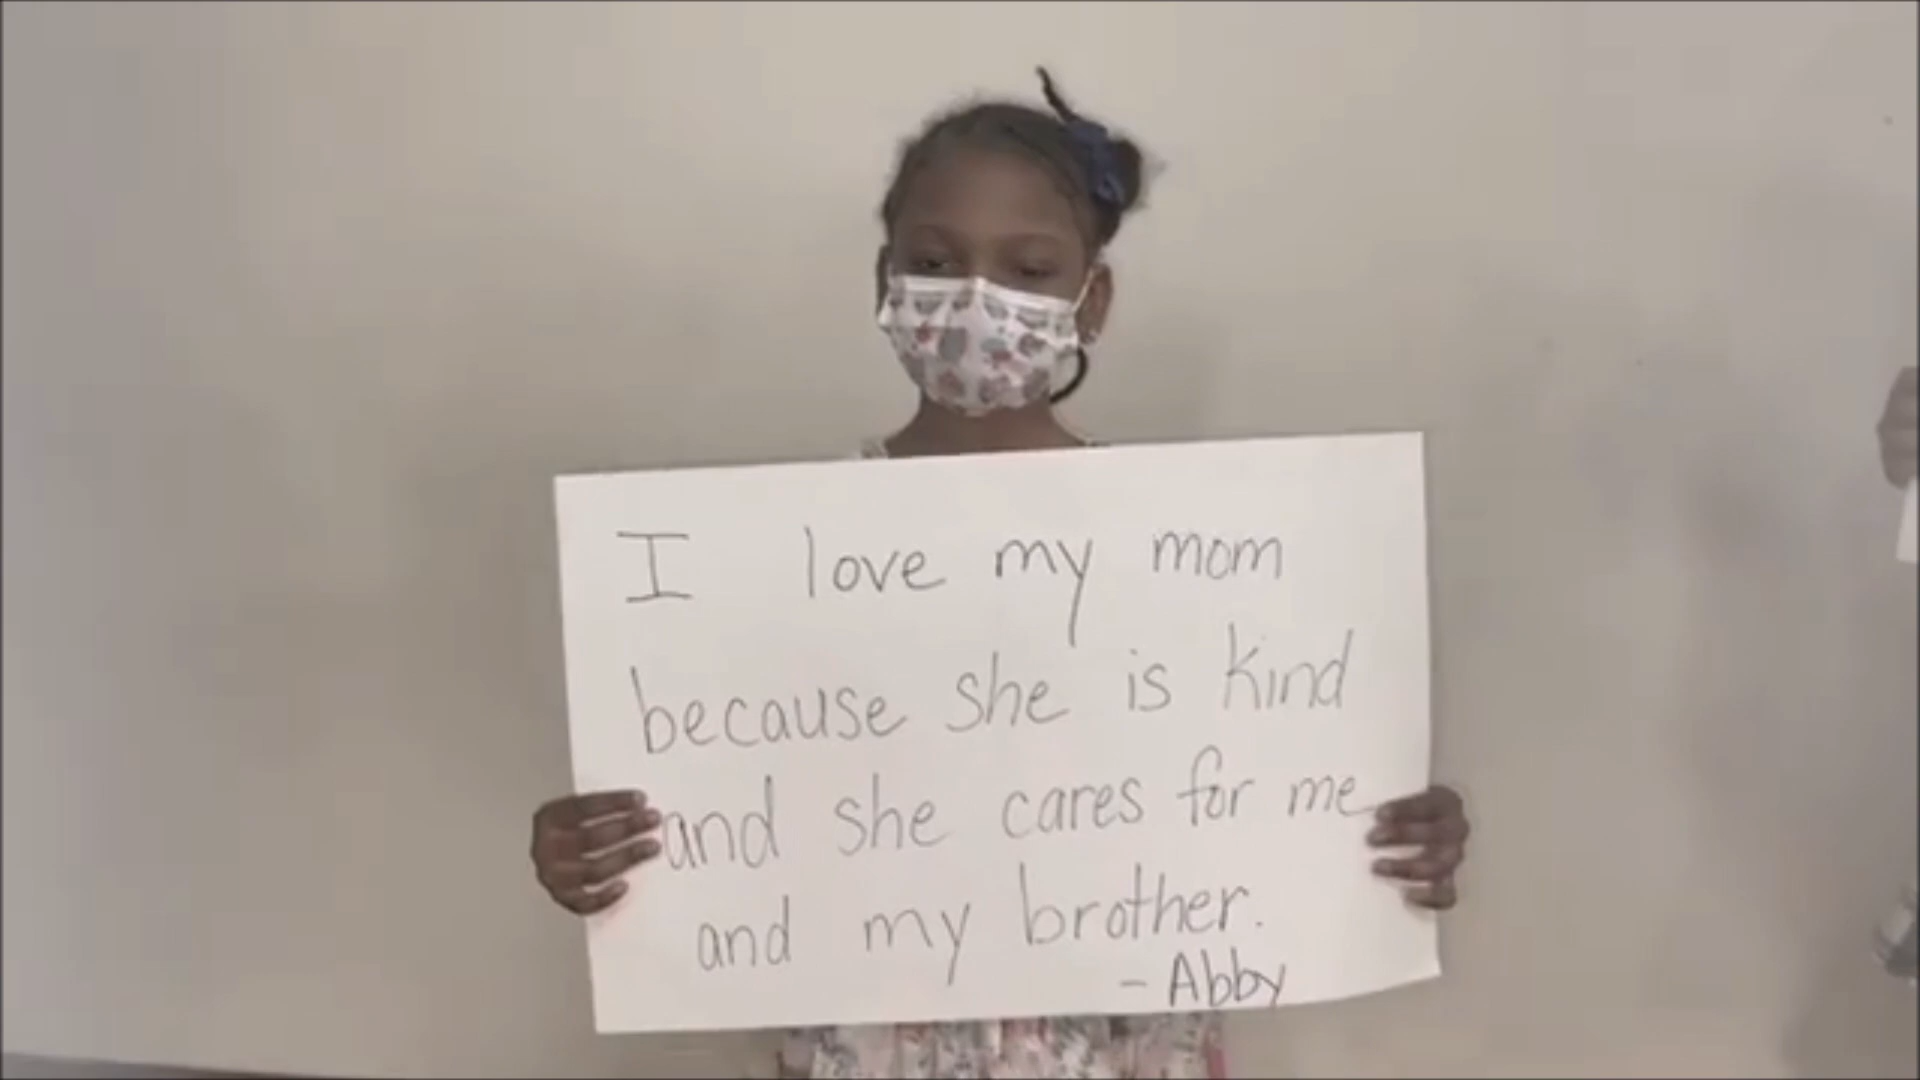 I love my mom
because she is kind
and she cares for me
and my brother.
- Abby